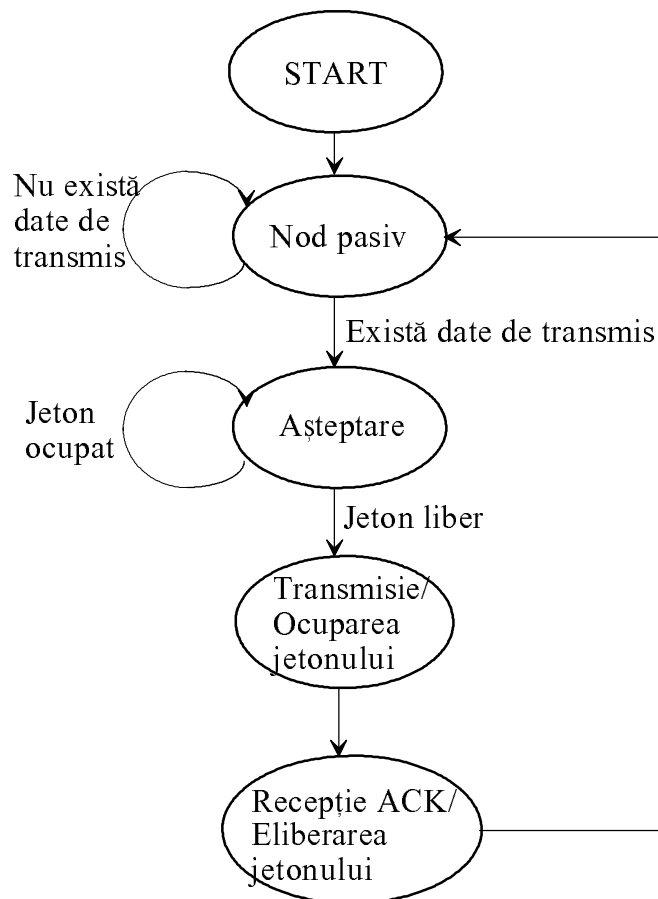 START
Nu există
date de
transmis
Nod pasiv
Există date de transmis
Jeton
ocupat
Așteptare
Jeton liber
Transmisie/
Ocuparea
jetonului
Recepție ACK/
Eliberarea
jetonului